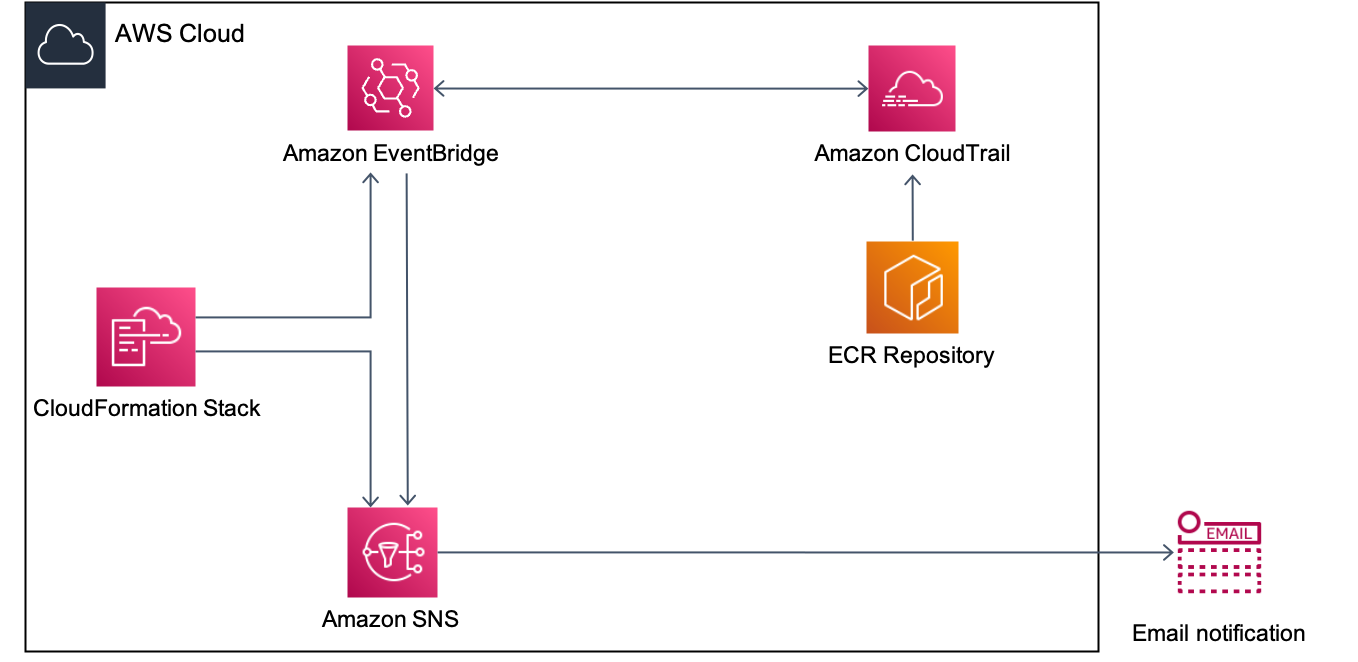 AWS Cloud
Amazon EventBridge
Amazon CloudTrail
ECR Repository
CloudFormation Stack
EMAIL
Amazon SNS
Email notification